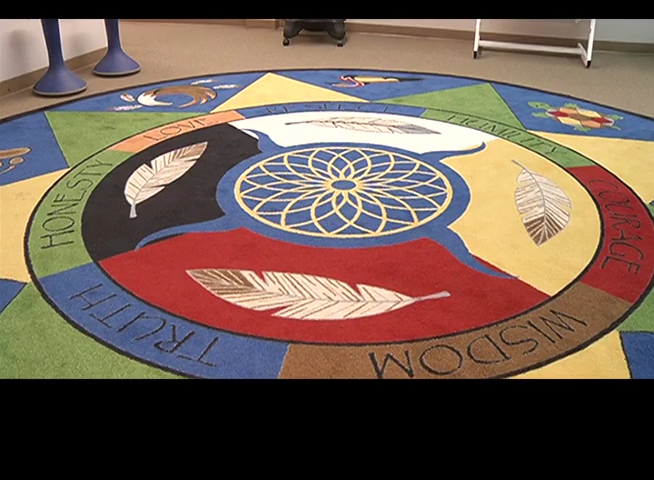 LOVE
RESPECT
HUMILITY
COURAGE
WISDOM
TRUTH
HONESTY